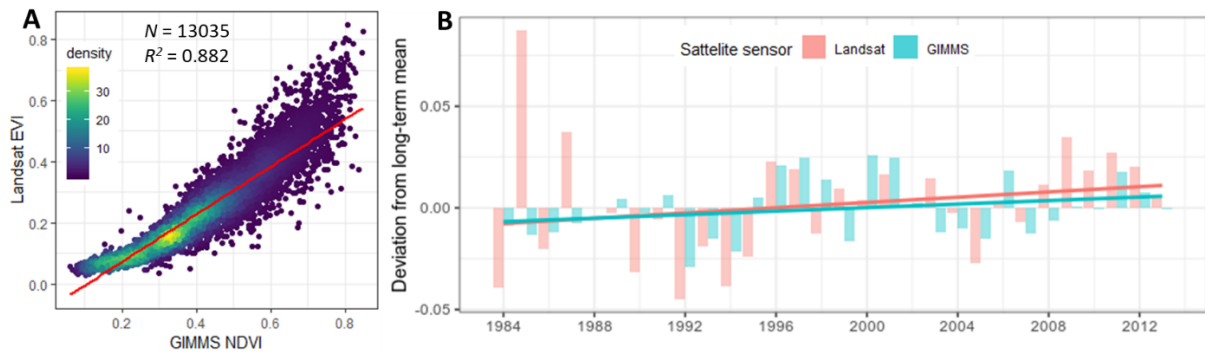 A
N = 13035
R² = 0.882
density
30
20
10
0.8
0.6
0.4
0.2
0.0
Landsat EVI
0.2 0.4 0.6 0.8
GIMMS NDVI
B
Sattelite sensor Landsat GIMMS
Deviation from long-term mean
0.05
0.00
-0.05
1984 1988 1992 1996 2000 2004 2008 2012